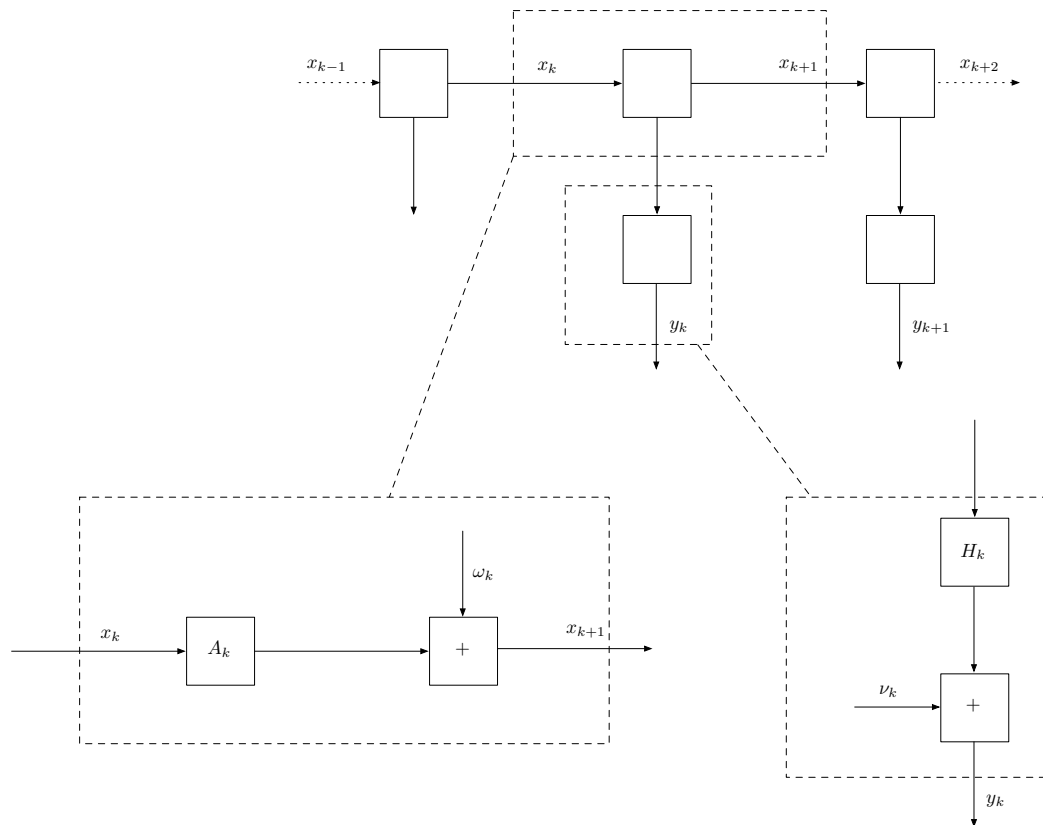 x_{k−1}
x_k
x_{k+1}
x_{k+2}
y_k
y_{k+1}
ω_k
x_k
A_k
+
x_{k+1}
H_k
ν_k
+
y_k